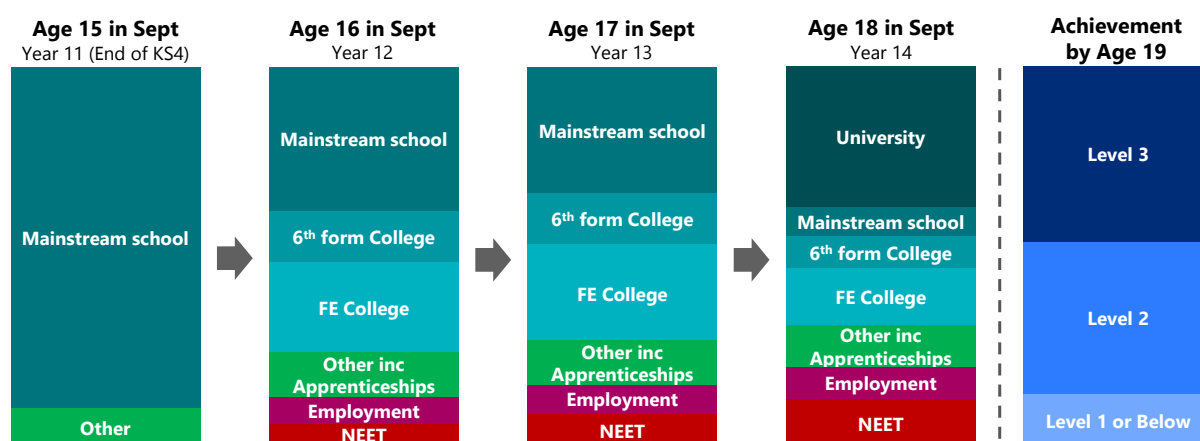 Age 15 in Sept
Year 11 (End of KS4)
Mainstream school
Other
Age 16 in Sept
Year 12
Mainstream school
6th form College
FE College
Other inc
Apprenticeships
Employment
NEET
Age 17 in Sept
Year 13
Mainstream school
6th form College
FE College
Other inc
Apprenticeships
Employment
NEET
Age 18 in Sept
Year 14
University
Mainstream school
6th form College
FE College
Other inc
Apprenticeships
Employment
NEET
Achievement
by Age 19
Level 3
Level 2
Level 1 or Below